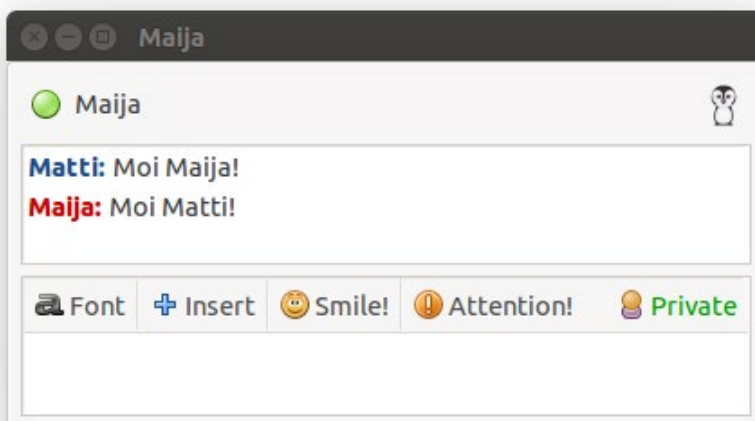 Maija
Maija
Matti: Moi Maija!
Maija: Moi Matti!
Font Insert Smile! Attention! Private